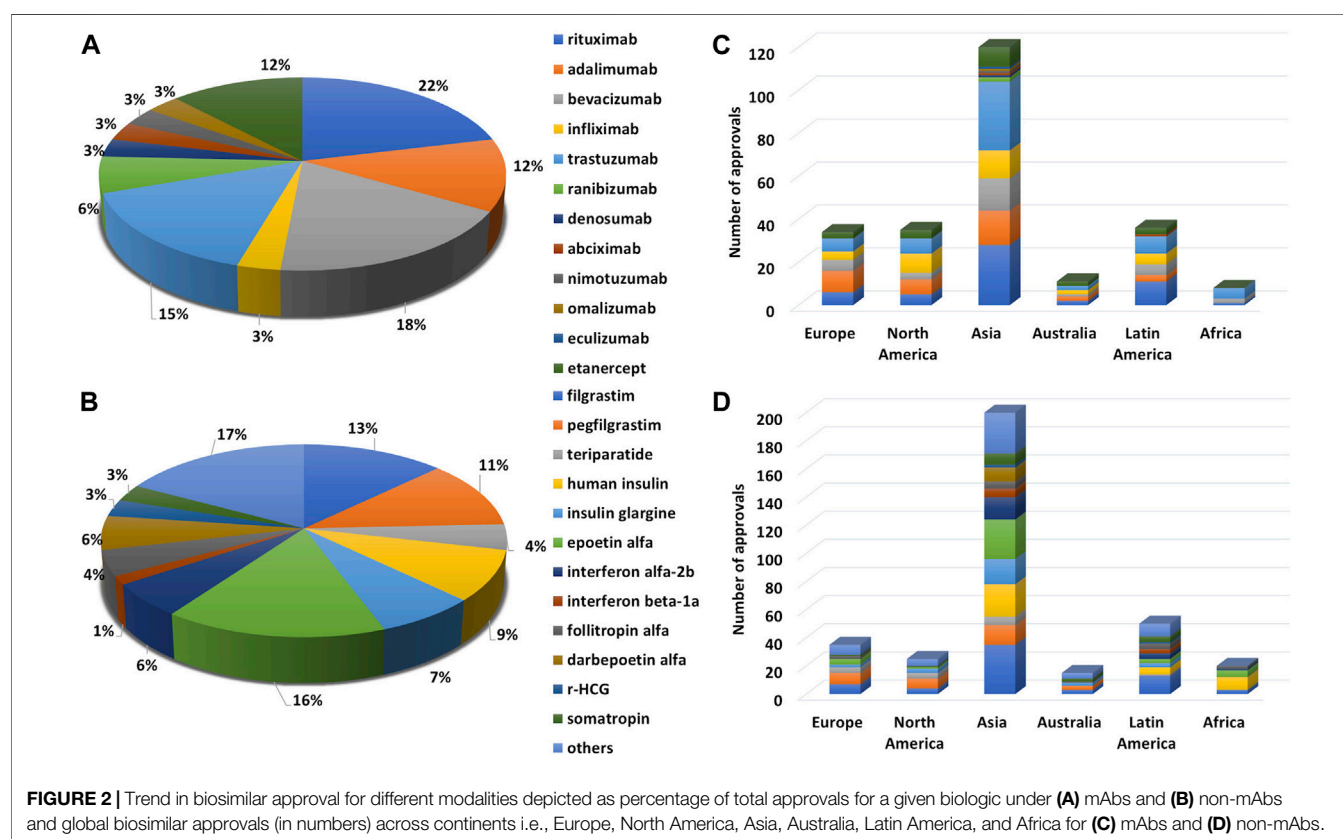 A
22%
12%
18%
3%
15%
6%
3%
3%
3%
3%
12%
rituximab
adalimumab
bevacizumab
infliximab
trastuzumab
ranibizumab
denosumab
abciximab
nimotuzumab
omalizumab
eculizumab
etanercept
C
Number of approvals
120
100
80
60
40
20
0
Europe
North
America
Asia
Australia
Latin
America
Africa
B
13%
11%
4%
9%
7%
16%
6%
1%
4%
6%
3%
3%
17%
filgrastim
pegfilgrastim
teriparatide
human insulin
insulin glargine
epoetin alfa
interferon alfa-2b
interferon beta-1a
follitropin alfa
darbepoetin alfa
r-HCG
somatropin
others
D
Number of approvals
200
180
160
140
120
100
80
60
40
20
0
Europe
North
America
Asia
Australia
Latin
America
Africa
FIGURE 2 | Trend in biosimilar approval for different modalities depicted as percentage of total approvals for a given biologic under (A) mAbs and (B) non-mAbs
and global biosimilar approvals (in numbers) across continents i.e., Europe, North America, Asia, Australia, Latin America, and Africa for (C) mAbs and (D) non-mAbs.